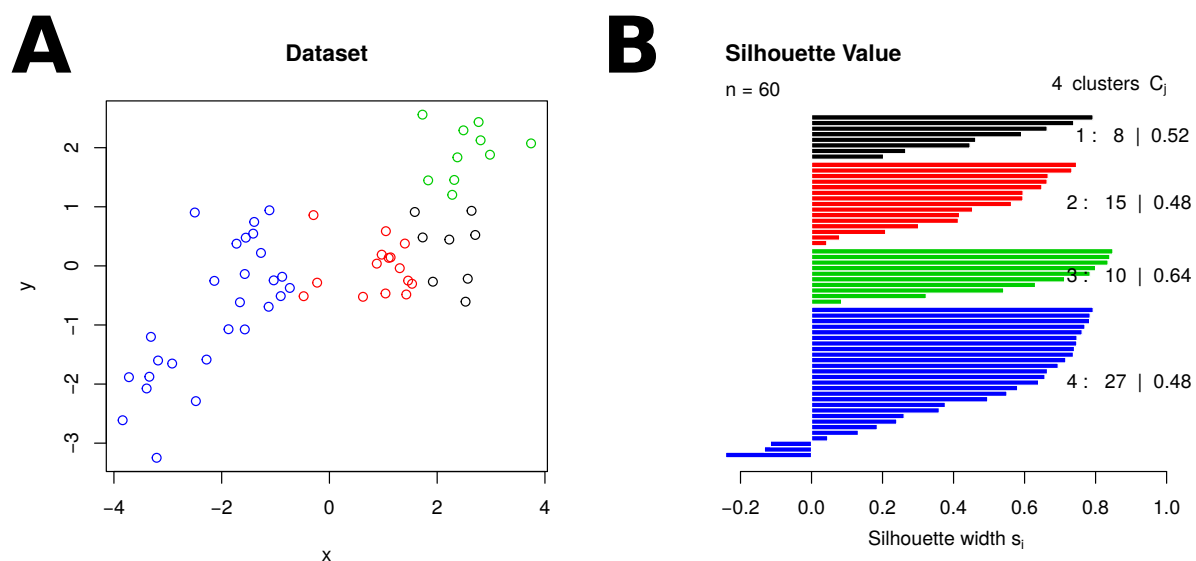 A
Dataset
2
1
0
−1
−2
−3
y
−4
−2
0
2
4
x
B
Silhouette Value
n = 60
4 clusters Cj
1 : 8 | 0.52
2 : 15 | 0.48
3 : 10 | 0.64
4 : 27 | 0.48
−0.2
0.0
0.2
0.4
0.6
0.8
1.0
Silhouette width si